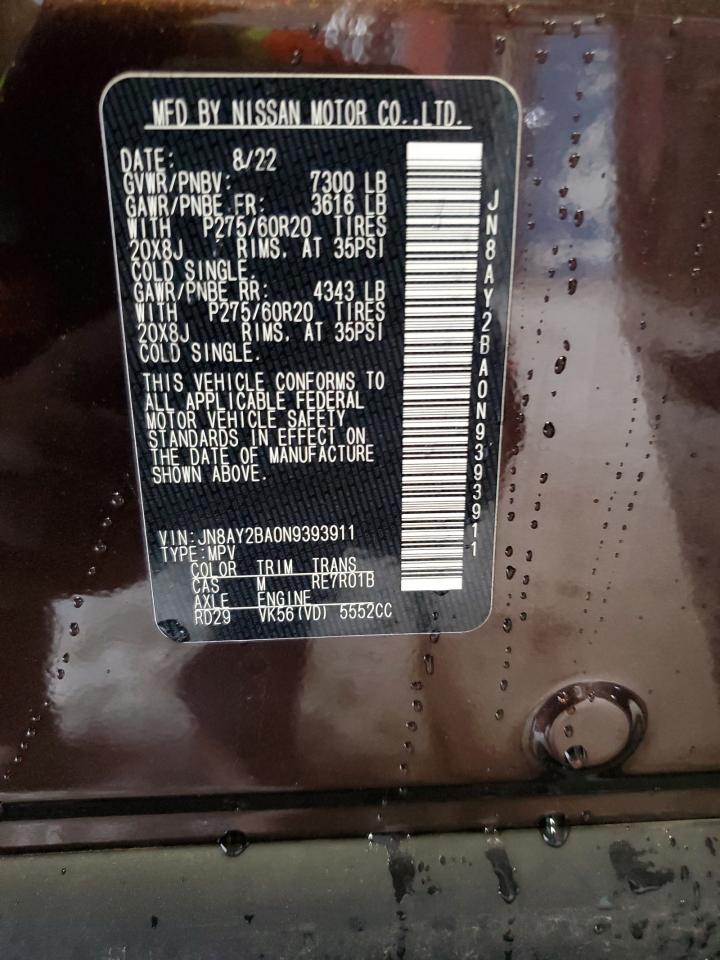 MFD BY NISSAN MOTOR CO.,LTD.
DATE: 8/22
GVWR/PNBV: 7300 LB
GAWR/PNBE FR: 3616 LB
WITH P275/60R20 TIRES
20X8J RIMS, AT 35PSI
COLD SINGLE.
GAWR/PNBE RR: 4343 LB
WITH P275/60R20 TIRES
20X8J RIMS, AT 35PSI
COLD SINGLE.
THIS VEHICLE CONFORMS TO
ALL APPLICABLE FEDERAL
MOTOR VEHICLE SAFETY
STANDARDS IN EFFECT ON
THE DATE OF MANUFACTURE
SHOWN ABOVE.
VIN:JN8AY2BA0N9393911
TYPE:MPV
COLOR TRIM TRANS
CAS M RE7R01B
AXLE ENGINE
RD29 VK56(VD) 5552CC
JN8AY2BA0N9393911